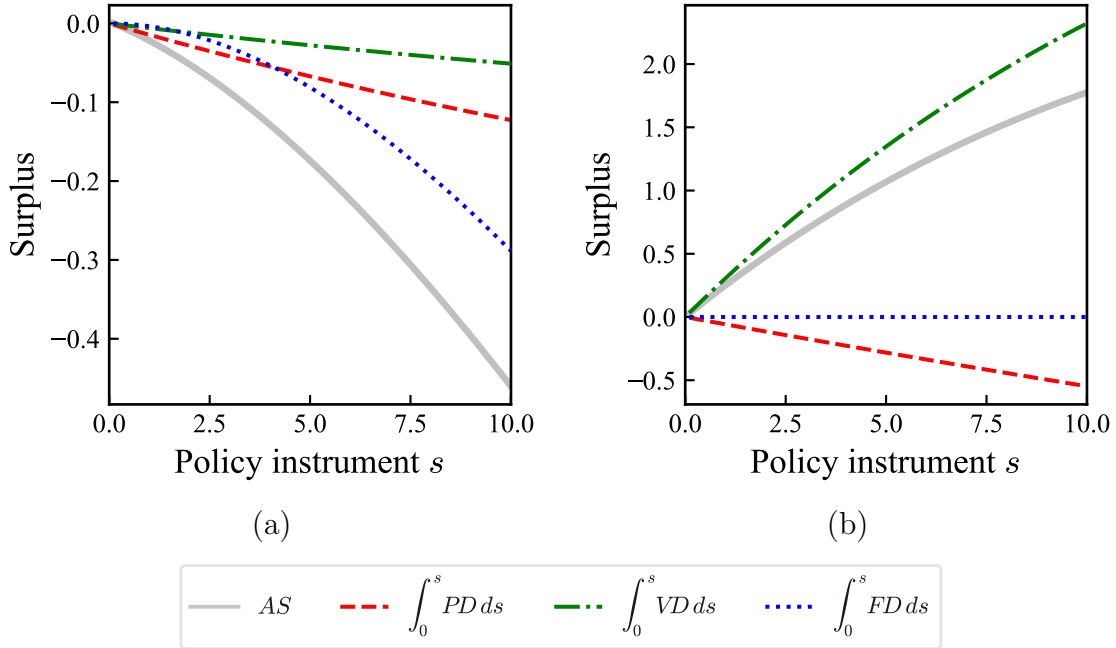 0.0
−0.1
−0.2
−0.3
−0.4
Surplus
0.0 2.5 5.0 7.5 10.0
Policy instrument s
(a)
2.0
1.5
1.0
0.5
0.0
−0.5
Surplus
0.0 2.5 5.0 7.5 10.0
Policy instrument s
(b)
AS ∫₀ˢ PD ds ∫₀ˢ VD ds ∫₀ˢ FD ds